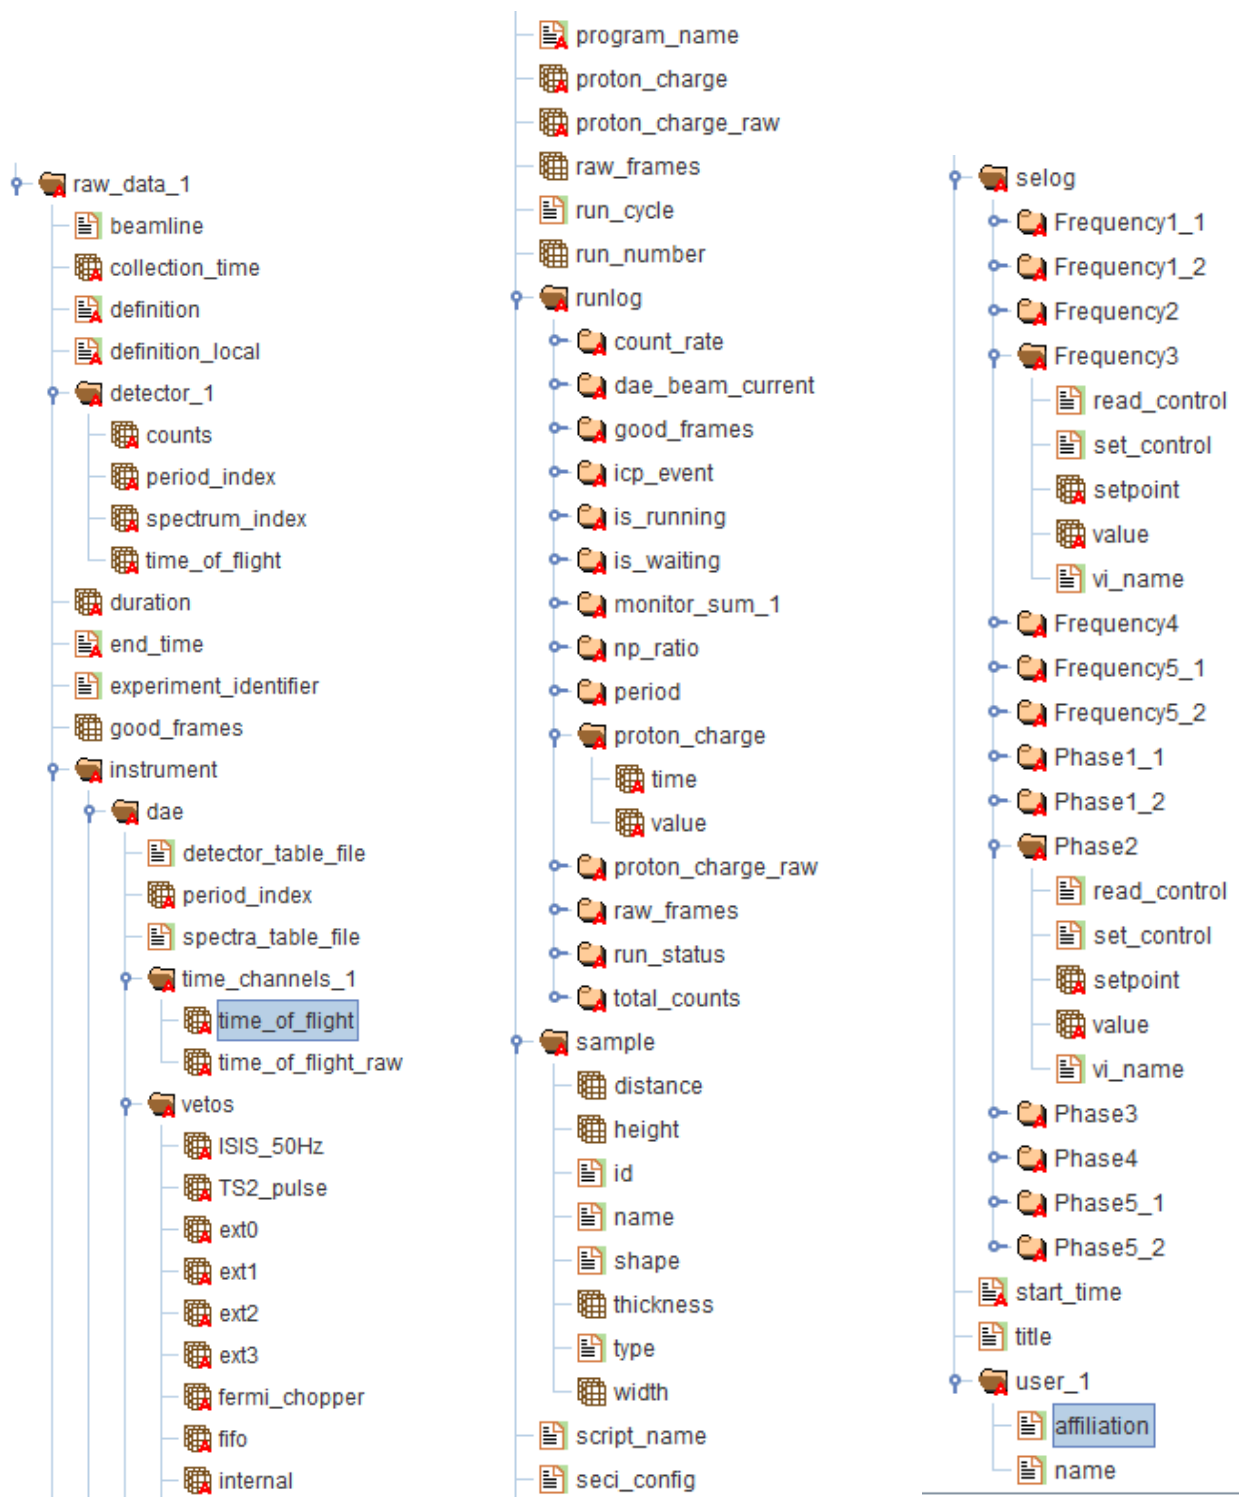 raw_data_1
beamline
collection_time
definition
definition_local
detector_1
counts
period_index
spectrum_index
time_of_flight
duration
end_time
experiment_identifier
good_frames
instrument
dae
detector_table_file
period_index
spectra_table_file
time_channels_1
time_of_flight
time_of_flight_raw
vetos
ISIS_50Hz
TS2_pulse
ext0
ext1
ext2
ext3
fermi_chopper
fifo
internal
program_name
proton_charge
proton_charge_raw
raw_frames
run_cycle
run_number
runlog
count_rate
dae_beam_current
good_frames
icp_event
is_running
is_waiting
monitor_sum_1
np_ratio
period
proton_charge
time
value
proton_charge_raw
raw_frames
run_status
total_counts
sample
distance
height
id
name
shape
thickness
type
width
script_name
seci_config
selog
Frequency1_1
Frequency1_2
Frequency2
Frequency3
read_control
set_control
setpoint
value
vi_name
Frequency4
Frequency5_1
Frequency5_2
Phase1_1
Phase1_2
Phase2
read_control
set_control
setpoint
value
vi_name
Phase3
Phase4
Phase5_1
Phase5_2
start_time
title
user_1
affiliation
name